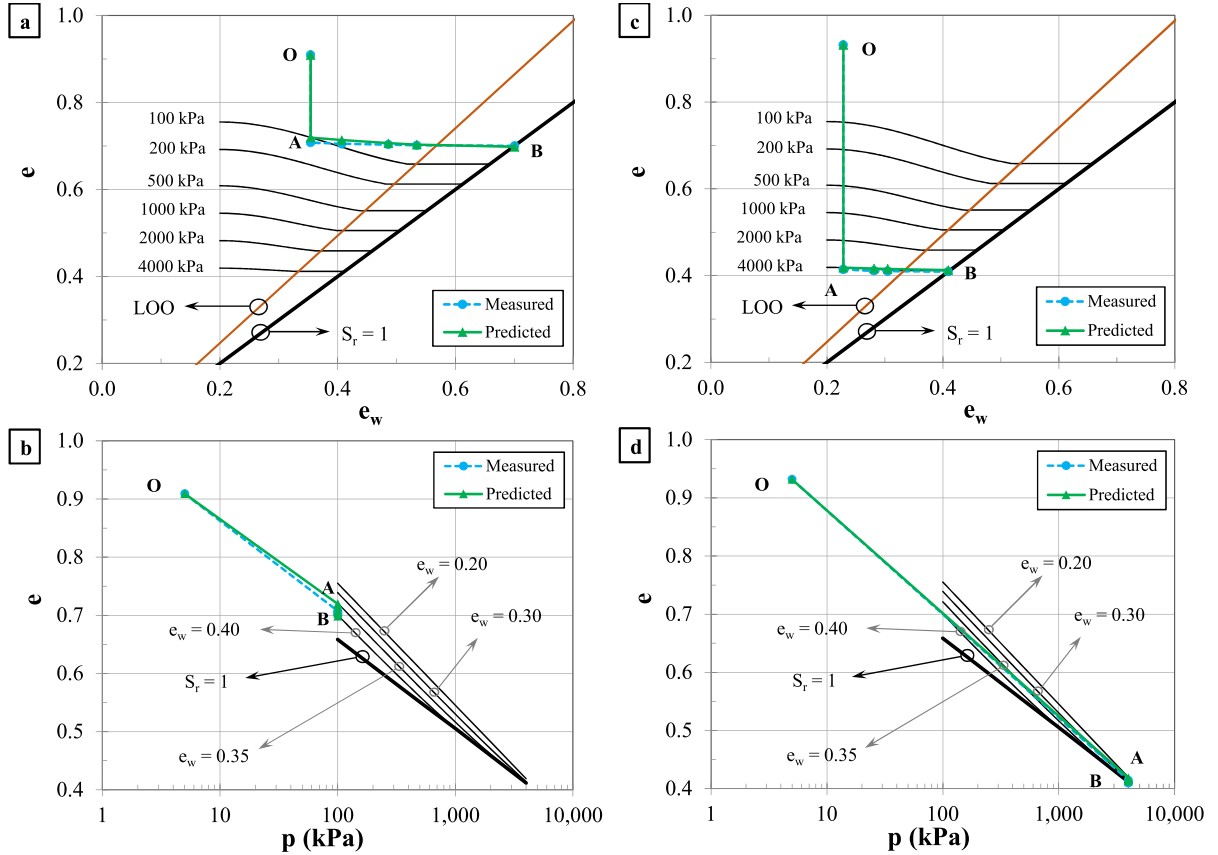 a
1.0
0.8
0.6
0.4
0.2
e
O
A
B
100 kPa
200 kPa
500 kPa
1000 kPa
2000 kPa
4000 kPa
LOO
Sr = 1
Measured
Predicted
0.0 0.2 0.4 0.6 0.8
ew
c
1.0
0.8
0.6
0.4
0.2
e
O
A
B
100 kPa
200 kPa
500 kPa
1000 kPa
2000 kPa
4000 kPa
LOO
Sr = 1
Measured
Predicted
0.0 0.2 0.4 0.6 0.8
ew
b
1.0
0.9
0.8
0.7
0.6
0.5
0.4
e
Measured
Predicted
O
A
B
ew = 0.20
ew = 0.30
ew = 0.40
Sr = 1
ew = 0.35
1 10 100 1,000 10,000
p (kPa)
d
1.0
0.9
0.8
0.7
0.6
0.5
0.4
e
Measured
Predicted
O
ew = 0.20
ew = 0.30
ew = 0.40
Sr = 1
ew = 0.35
A
B
1 10 100 1,000 10,000
p (kPa)